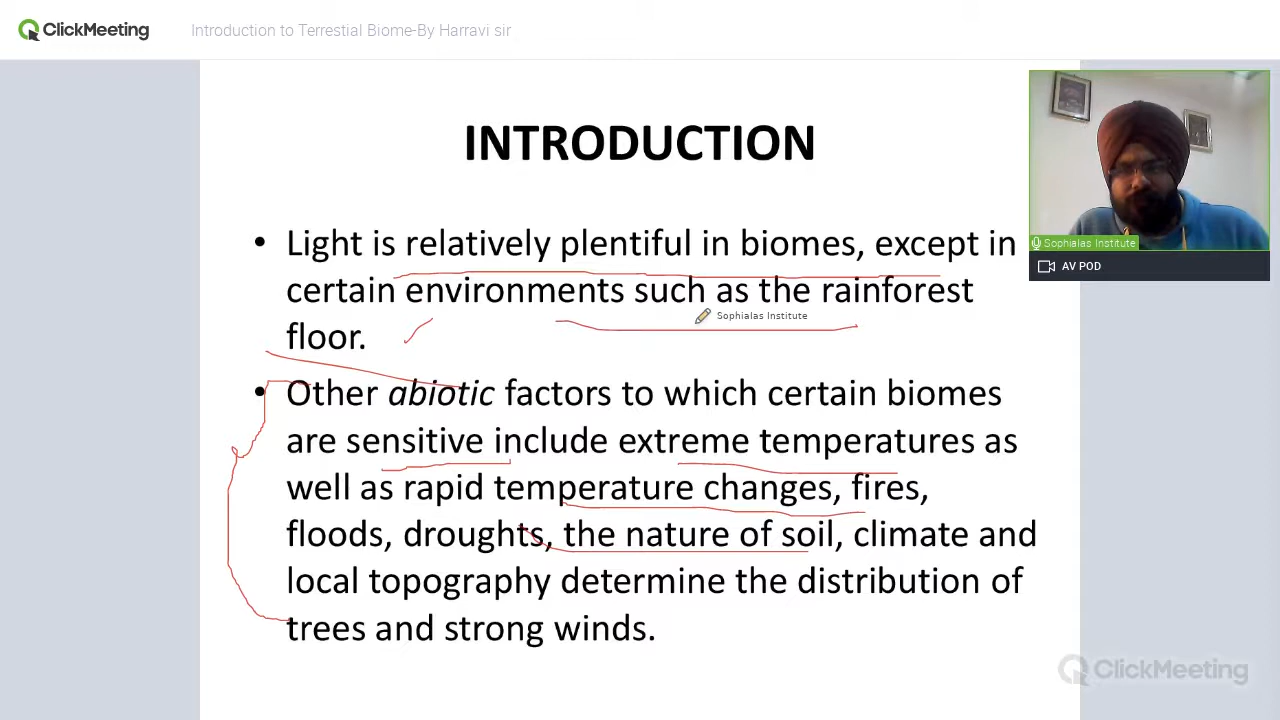 ClickMeeting
Introduction to Terrestial Biome-By Harravi sir
INTRODUCTION
• Light is relatively plentiful in biomes, except in
certain environments such as the rainforest
floor.
• Other abiotic factors to which certain biomes
are sensitive include extreme temperatures as
well as rapid temperature changes, fires,
floods, droughts, the nature of soil, climate and
local topography determine the distribution of
trees and strong winds.
Sophialas Institute
Sophialas Institute
AV POD
ClickMeeting